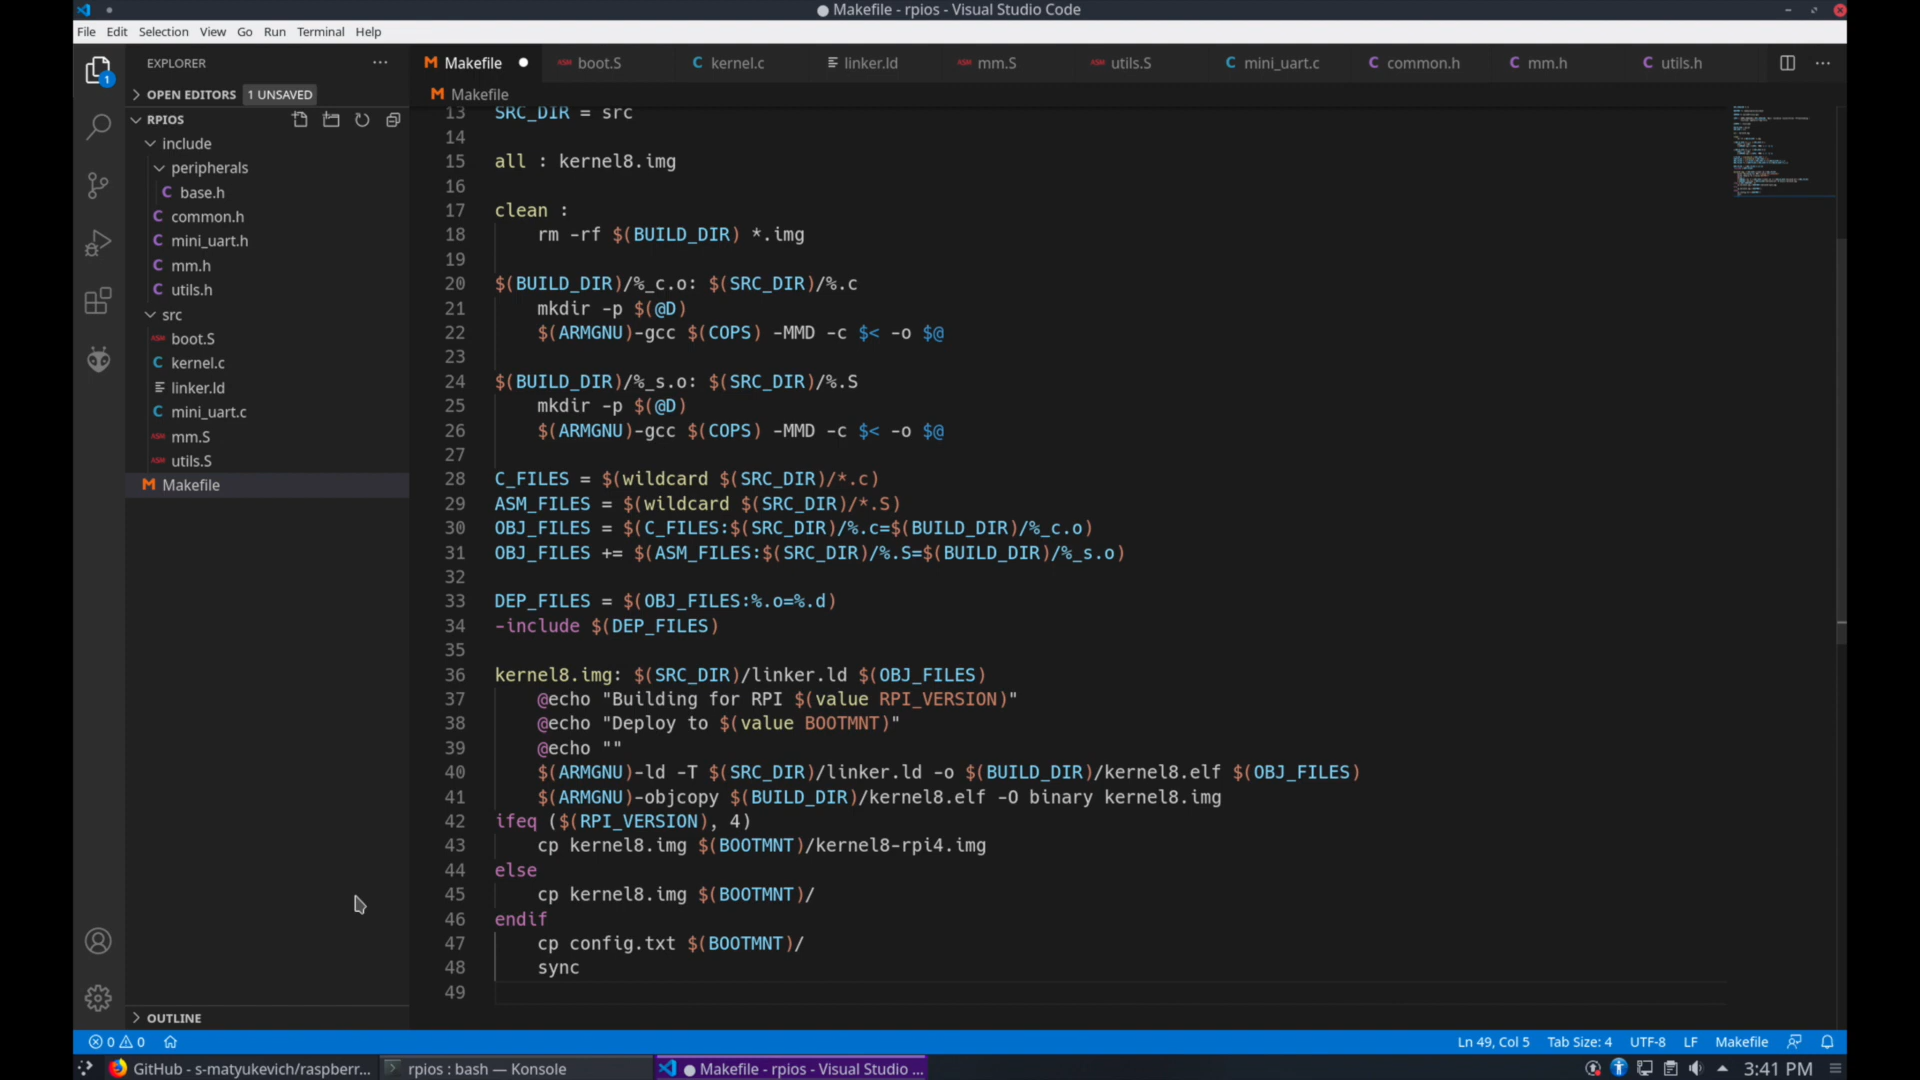 ● Makefile - rpios - Visual Studio Code
File Edit Selection View Go Run Terminal Help
EXPLORER
Makefile
boot.S
kernel.c
linker.ld
mm.S
utils.S
mini_uart.c
common.h
mm.h
utils.h
OPEN EDITORS 1 UNSAVED
Makefile
RPIOS
include
peripherals
base.h
common.h
mini_uart.h
mm.h
utils.h
src
boot.S
kernel.c
linker.ld
mini_uart.c
mm.S
utils.S
Makefile
OUTLINE
13 SRC_DIR = src
14
15 all : kernel8.img
16
17 clean :
18     rm -rf $(BUILD_DIR) *.img
19
20 $(BUILD_DIR)/%_c.o: $(SRC_DIR)/%.c
21     mkdir -p $(@D)
22     $(ARMGNU)-gcc $(COPS) -MMD -c $< -o $@
23
24 $(BUILD_DIR)/%_s.o: $(SRC_DIR)/%.S
25     mkdir -p $(@D)
26     $(ARMGNU)-gcc $(COPS) -MMD -c $< -o $@
27
28 C_FILES = $(wildcard $(SRC_DIR)/*.c)
29 ASM_FILES = $(wildcard $(SRC_DIR)/*.S)
30 OBJ_FILES = $(C_FILES:$(SRC_DIR)/%.c=$(BUILD_DIR)/%_c.o)
31 OBJ_FILES += $(ASM_FILES:$(SRC_DIR)/%.S=$(BUILD_DIR)/%_s.o)
32
33 DEP_FILES = $(OBJ_FILES:%.o=%.d)
34 -include $(DEP_FILES)
35
36 kernel8.img: $(SRC_DIR)/linker.ld $(OBJ_FILES)
37     @echo "Building for RPI $(value RPI_VERSION)"
38     @echo "Deploy to $(value BOOTMNT)"
39     @echo ""
40     $(ARMGNU)-ld -T $(SRC_DIR)/linker.ld -o $(BUILD_DIR)/kernel8.elf $(OBJ_FILES)
41     $(ARMGNU)-objcopy $(BUILD_DIR)/kernel8.elf -O binary kernel8.img
42 ifeq ($(RPI_VERSION), 4)
43     cp kernel8.img $(BOOTMNT)/kernel8-rpi4.img
44 else
45     cp kernel8.img $(BOOTMNT)/
46 endif
47     cp config.txt $(BOOTMNT)/
48     sync
49
0 0
Ln 49, Col 5 Tab Size: 4 UTF-8 LF Makefile
GitHub - s-matyukevich/raspberr... rpios : bash — Konsole ● Makefile - rpios - Visual Studio ... 3:41 PM